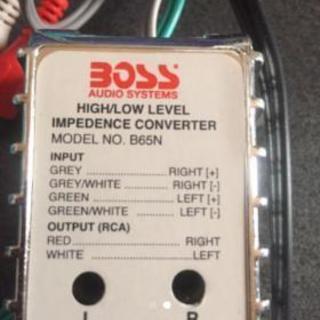 BOSS
AUDIO SYSTEMS
HIGH/LOW LEVEL
IMPEDENCE CONVERTER
MODEL NO. B65N
INPUT
GREY ............... RIGHT [+]
GREY/WHITE ........ RIGHT [-]
GREEN ............... LEFT [+]
GREEN/WHITE ........ LEFT [-]
OUTPUT (RCA)
RED ............... RIGHT
WHITE ............... LEFT
L R